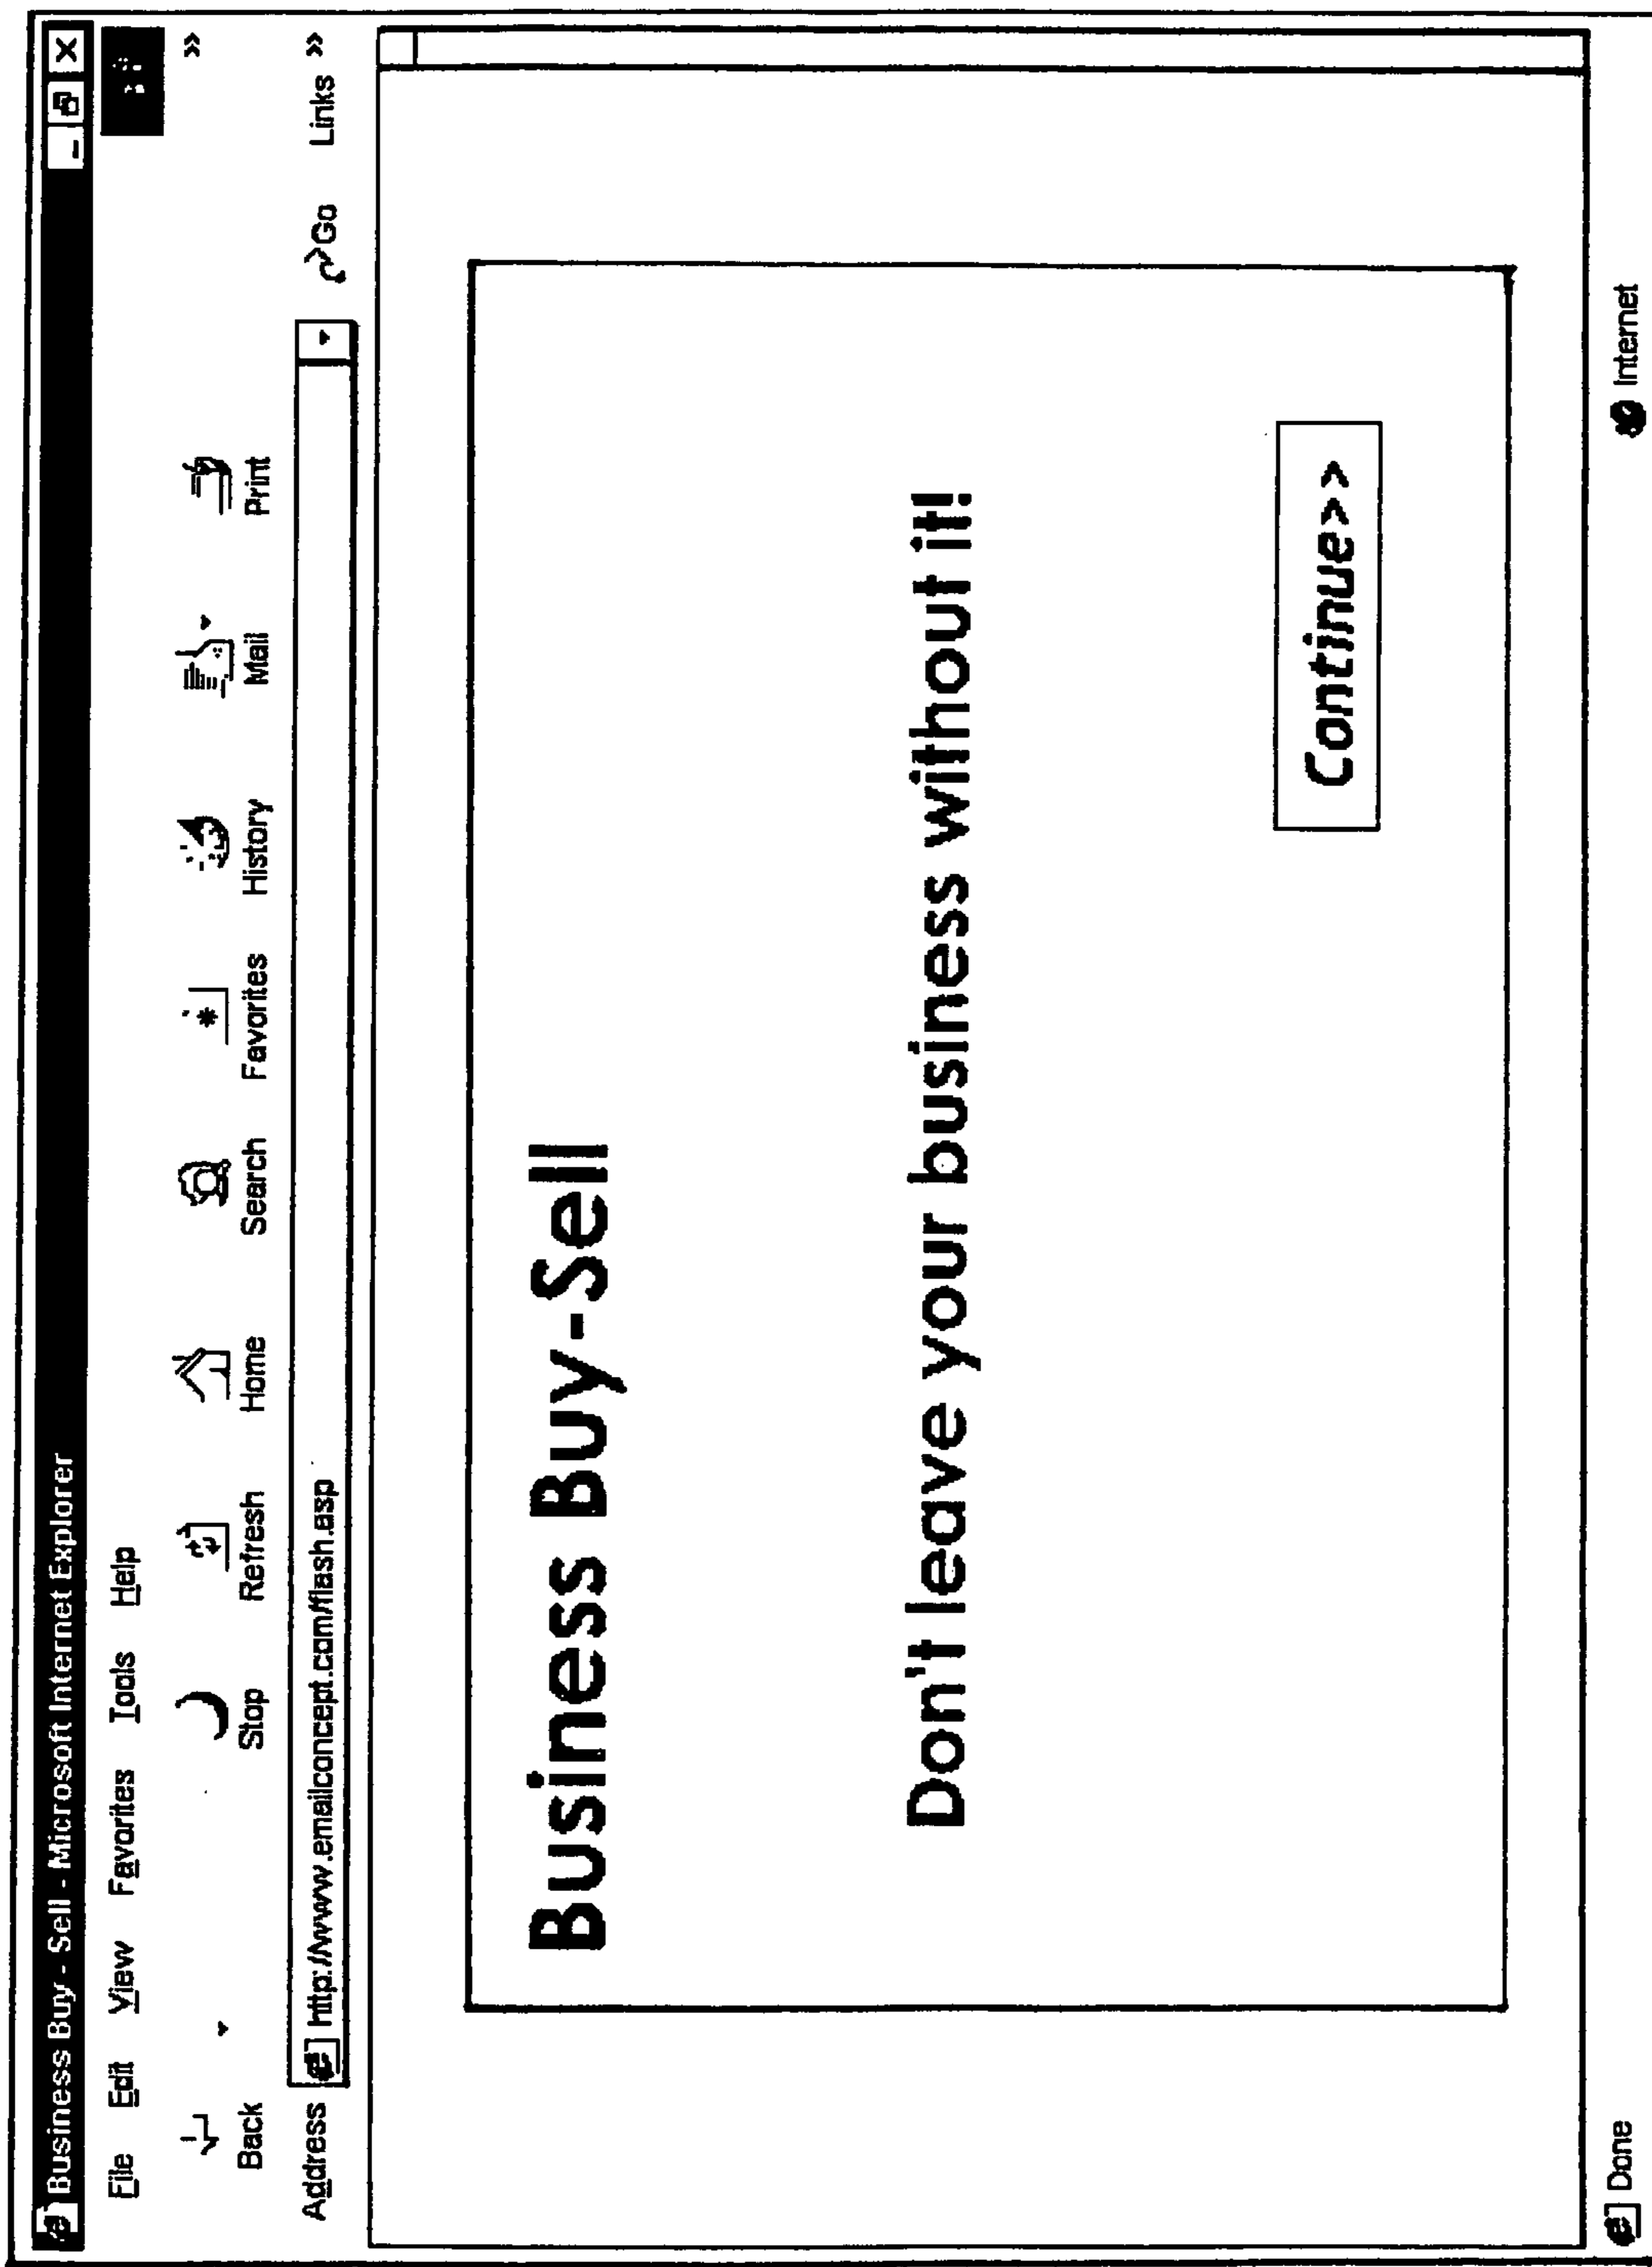 Business Buy - Sell - Microsoft Internet Explorer
File Edit View Favorites Tools Help
Back Stop Refresh Home Search Favorites History Mail Print »
Address http://www.emailconcept.com/flash.asp Go Links »
Business Buy-Sell
Don't leave your business without it!
Continue>>
Done Internet